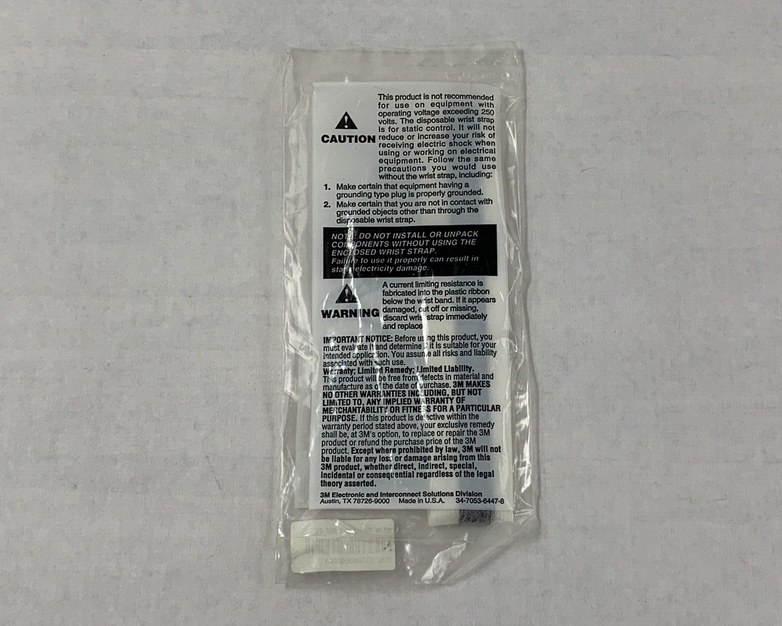 This product is not recommended
for use on equipment with
operating voltage exceeding 250
volts. The disposable wrist strap
is for static control. It will not
reduce or increase your risk of
receiving electric shock when
using or working on electrical
equipment. Follow the same
precautions you would use
without the wrist strap, including:
CAUTION
1. Make certain that equipment having a
grounding type plug is properly grounded.
2. Make certain that you are not in contact with
grounded objects other than through the
disposable wrist strap.
NOTE: DO NOT INSTALL OR UNPACK
COMPONENTS WITHOUT USING THE
ENCLOSED WRIST STRAP.
Failure to use it properly can result in
static electricity damage.
A current limiting resistance is
fabricated into the plastic ribbon
below the wrist band. If it appears
damaged, cut off or missing,
discard wrist strap immediately
and replace
WARNING
IMPORTANT NOTICE: Before using this product, you
must evaluate it and determine if it is suitable for your
intended application. You assume all risks and liability
associated with such use.
Warranty; Limited Remedy; Limited Liability.
This product will be free from defects in material and
manufacture as of the date of purchase. 3M MAKES
NO OTHER WARRANTIES INCLUDING, BUT NOT
LIMITED TO, ANY IMPLIED WARRANTY OF
MERCHANTABILITY OR FITNESS FOR A PARTICULAR
PURPOSE. If this product is defective within the
warranty period stated above, your exclusive remedy
shall be, at 3M's option, to replace or repair the 3M
product or refund the purchase price of the 3M
product. Except where prohibited by law, 3M will not
be liable for any loss or damage arising from this
3M product, whether direct, indirect, special,
incidental or consequential regardless of the legal
theory asserted.
3M Electronic and Interconnect Solutions Division
Austin, TX 78726-9000 Made in U.S.A. 34-7053-6447-8